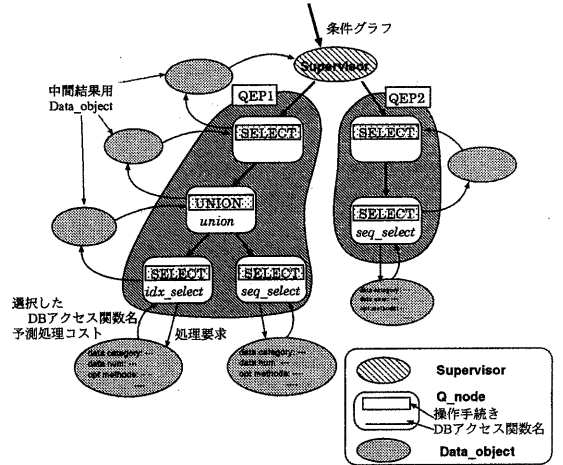 条件グラフ
Supervisor
中間結果用
Data_object
QEP1
QEP2
SELECT
SELECT
UNION
union
SELECT
seq_select
SELECT
idx_select
SELECT
seq_select
選択した
DBアクセス関数名
予測処理コスト
処理要求
data category: ---
data num: ---
opt methods: ---
data category: ---
data num: ---
opt methods: ---
Supervisor
Q_node
操作手続き
DBアクセス関数名
Data_object